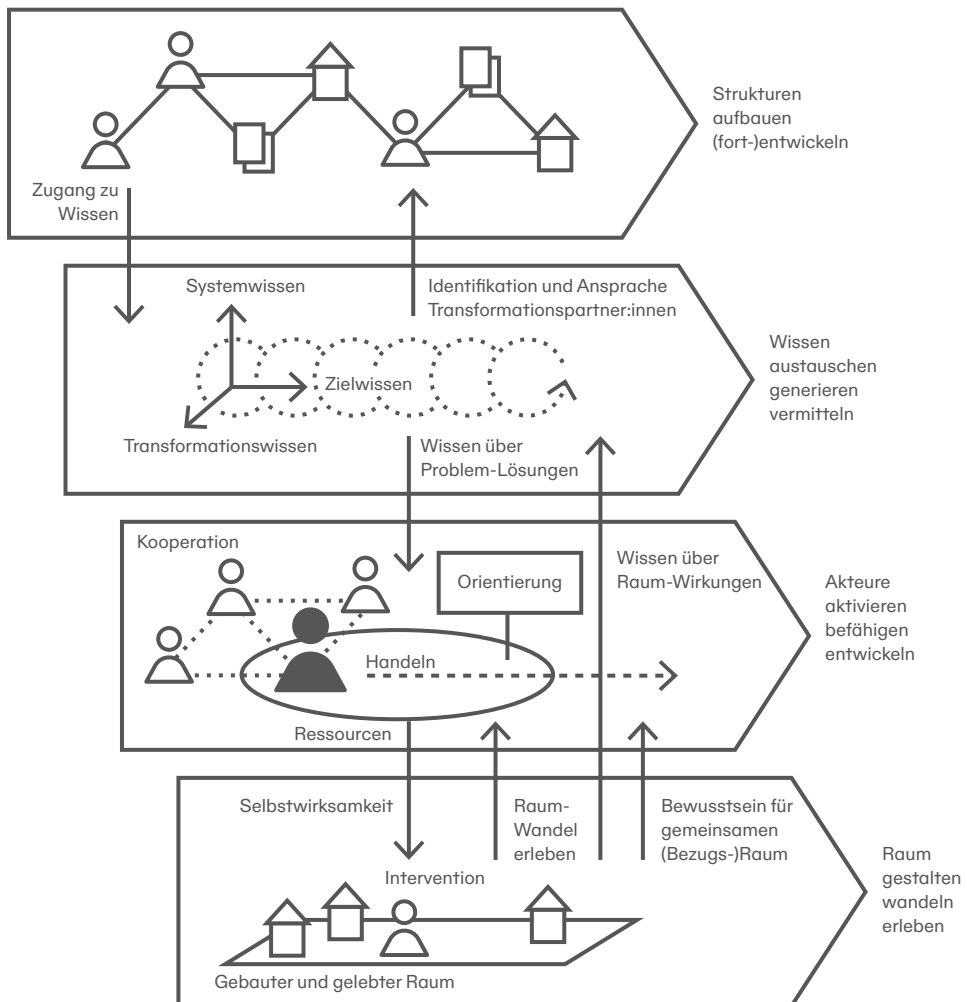 Strukturen
aufbauen
(fort-)entwickeln
Zugang zu
Wissen
Systemwissen
Identifikation und Ansprache
Transformationspartner:innen
Zielwissen
Transformationswissen
Wissen über
Problem-Lösungen
Wissen
austauschen
generieren
vermitteln
Kooperation
Orientierung
Wissen über
Raum-Wirkungen
Handeln
Ressourcen
Akteure
aktivieren
befähigen
entwickeln
Selbstwirksamkeit
Raum-
Wandel
erleben
Bewusstsein für
gemeinsamen
(Bezugs-)Raum
Intervention
Gebauter und gelebter Raum
Raum
gestalten
wandeln
erleben